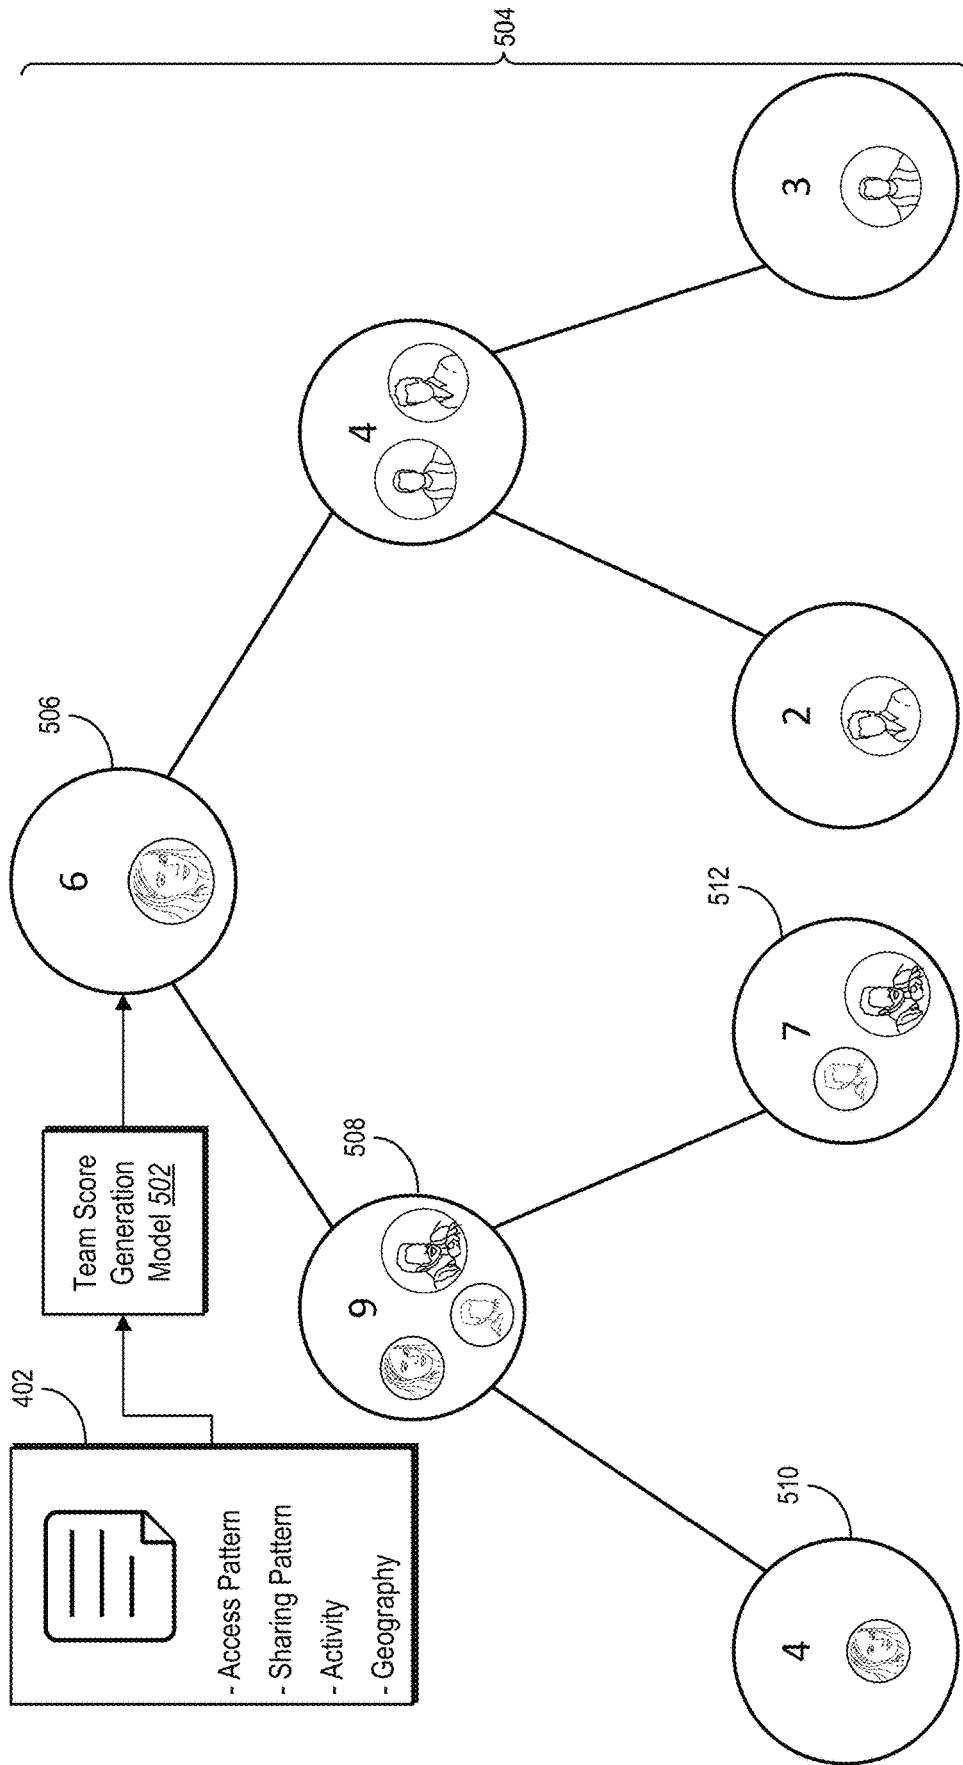 402
- Access Pattern
- Sharing Pattern
- Activity
- Geography
Team Score
Generation
Model 502
506
6
504
508
9
4
510
4
512
7
2
3